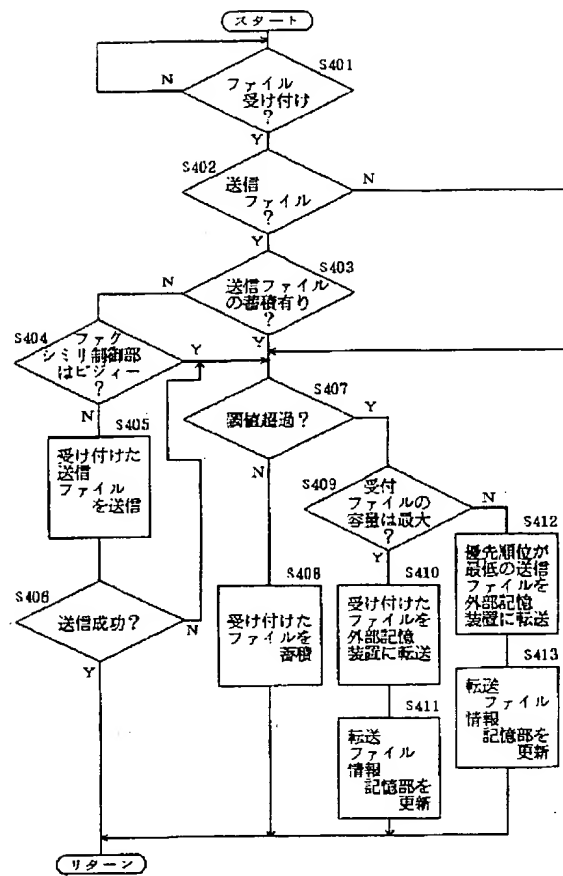 スタート
S401
N
ファイル
受け付け
?
Y
S402
N
送信
ファイル
?
Y
S403
N
送信ファイル
の蓄積有り
?
Y
S404
ファク
シミリ制御部
はビジィー
?
Y
N
S407
閾値超過?
Y
N
S405
受け付けた
送信
ファイル
を送信
S409
受付
ファイルの
容量は最大
?
N
Y
S412
優先順位が
最低の送信
ファイルを
外部記憶
装置に転送
S406
送信成功?
N
Y
S408
受け付けた
ファイルを
蓄積
S410
受け付けた
ファイルを
外部記憶
装置に転送
S413
転送
ファイル
情報
記憶部を
更新
S411
転送
ファイル
情報
記憶部を
更新
リターン